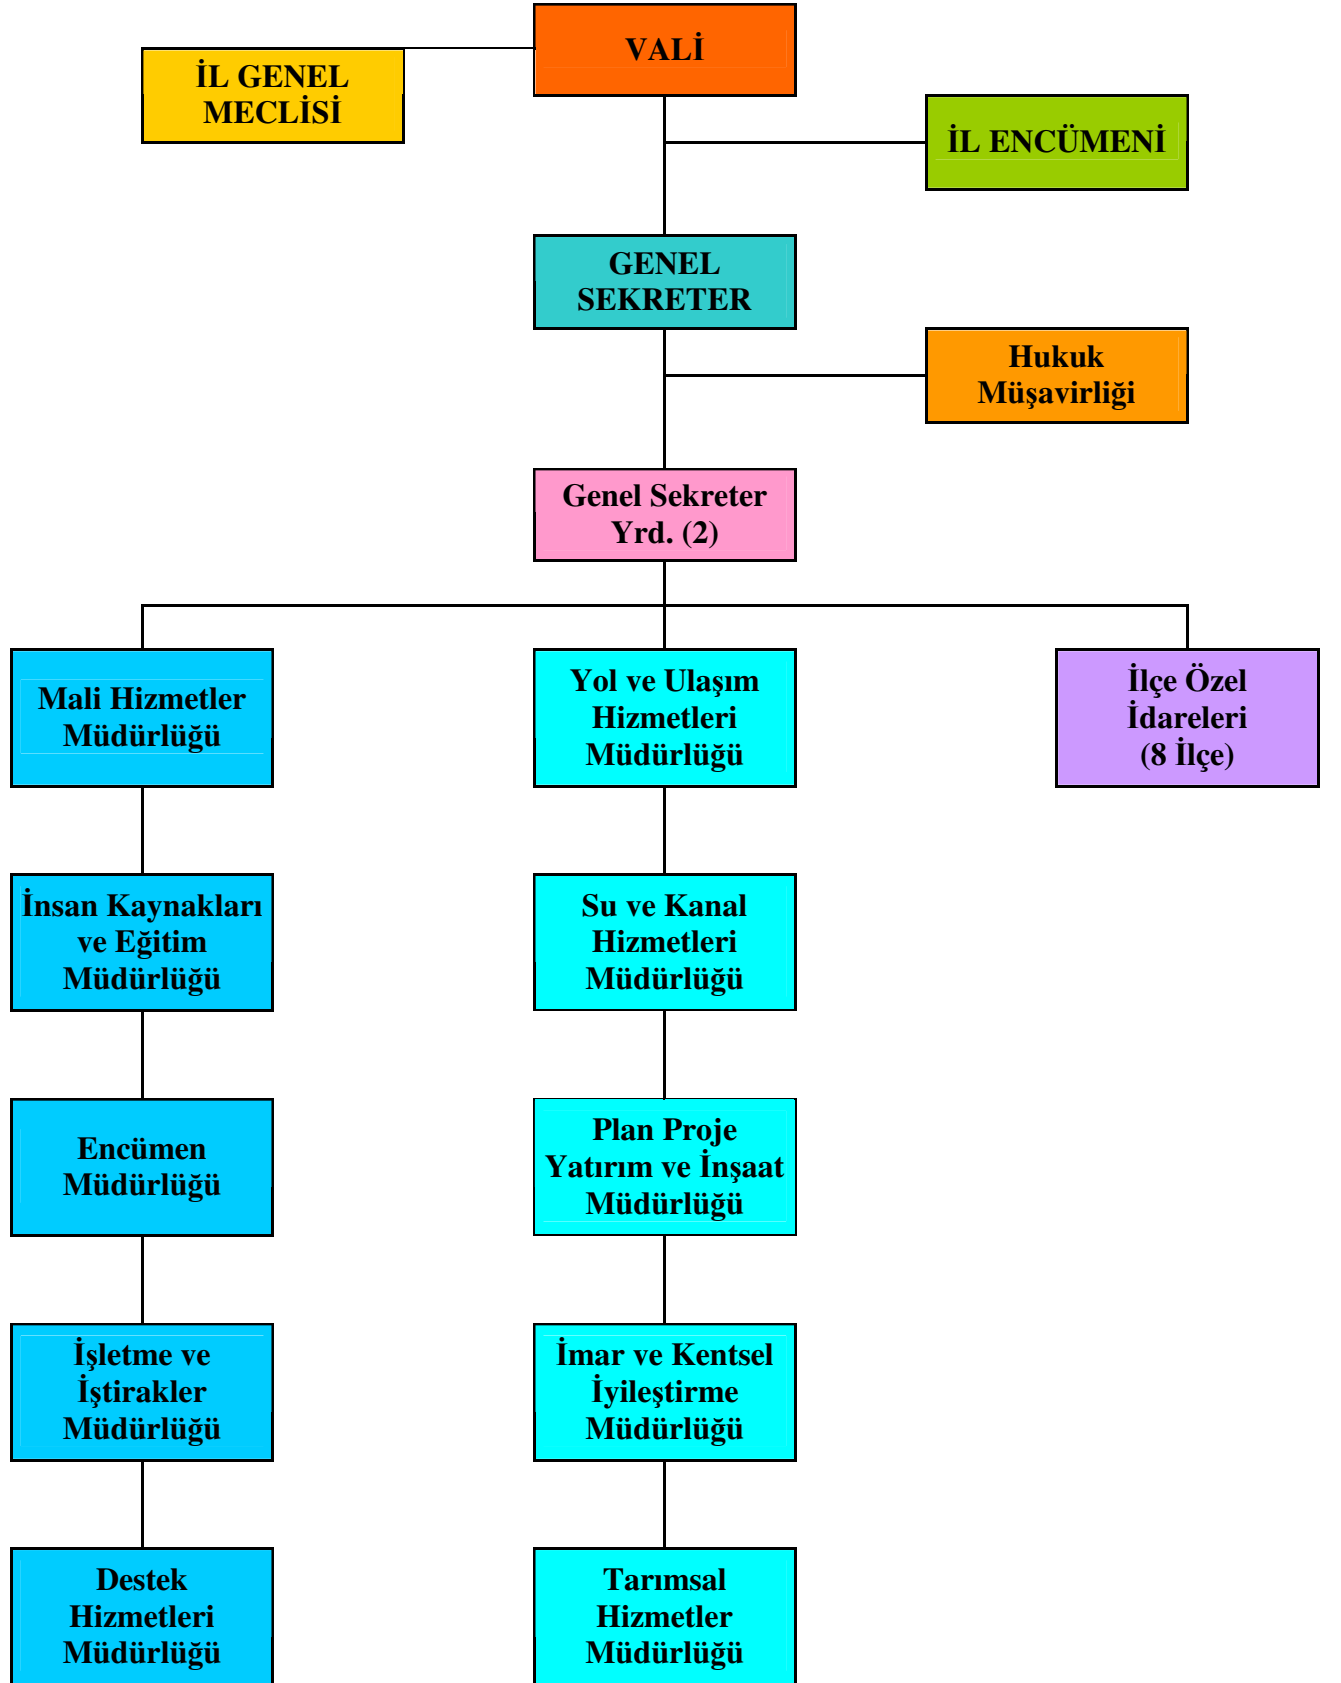 VALİ
İL GENEL
MECLİSİ
İL ENCÜMENİ
GENEL
SEKRETER
Hukuk
Müşavirliği
Genel Sekreter
Yrd. (2)
Mali Hizmetler
Müdürlüğü
Yol ve Ulaşım
Hizmetleri
Müdürlüğü
İlçe Özel
İdareleri
(8 İlçe)
İnsan Kaynakları
ve Eğitim
Müdürlüğü
Su ve Kanal
Hizmetleri
Müdürlüğü
Encümen
Müdürlüğü
Plan Proje
Yatırım ve İnşaat
Müdürlüğü
İşletme ve
İştirakler
Müdürlüğü
İmar ve Kentsel
İyileştirme
Müdürlüğü
Destek
Hizmetleri
Müdürlüğü
Tarımsal
Hizmetler
Müdürlüğü